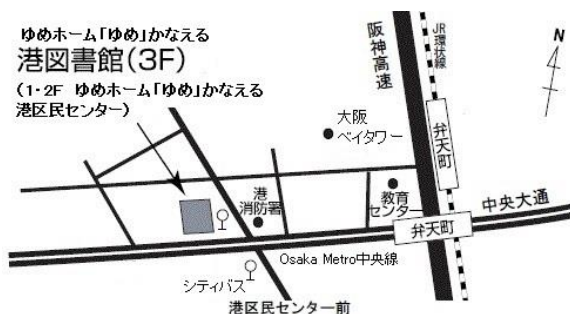 ゆめホーム「ゆめ」かなえる
港図書館(3F)
(1・2F ゆめホーム「ゆめ」かなえる
港区民センター)
阪神高速
JR環状線
N
大阪
ベイタワー
弁天町
港
消防署
教育
センター
中央大通
弁天町
Osaka Metro中央線
シティバス
港区民センター前